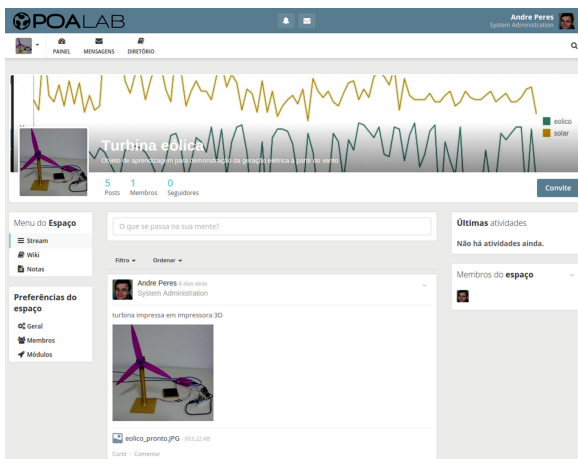 POALAB
Andre Peres
System Administration
PAINEL
MENSAGENS
DIRETÓRIO
eolico
solar
Turbina eólica
Objeto de aprendizagem para demonstração da geração elétrica a partir do vento
5
Posts
1
Membros
0
Seguidores
Convite
Menu do Espaço
Stream
Wiki
Notas
Preferências do
espaço
Geral
Membros
Módulos
O que se passa na sua mente?
Filtro
Ordenar
Andre Peres 6 dias atrás
System Administration
turbina impressa em impressora 3D
eolico_pronto.JPG - 953.22 KB
Curtir · Comentar
Últimas atividades
Não há atividades ainda.
Membros do espaço